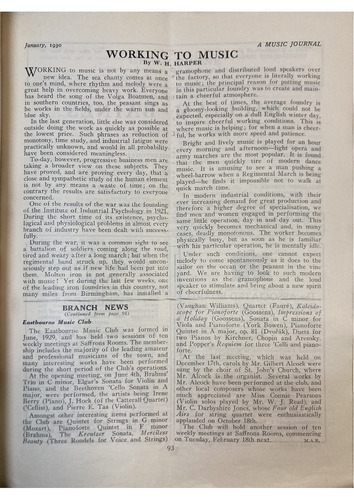 January, 1930
A MUSIC JOURNAL
WORKING TO MUSIC
By W. H. HARPER
WORKING to music is not by any means a
new idea. The sea chanty comes at once
to one's mind, where rhythm and melody were a
great help in overcoming heavy work. Everyone
has heard the song of the Volga Boatmen, and
in southern countries, too, the peasant sings as
he works in the fields, under the warm sun and
blue sky.
In the last generation, little else was considered
outside doing the work as quickly as possible at
the lowest price. Such phrases as reduction of
monotony, time study, and industrial fatigue were
practically unknown, and would in all probability
have been considered meaningless.
To-day, however, progressive business men are
taking a broader view on these subjects. They
have proved, and are proving every day, that a
close and sympathetic study of the human element
is not by any means a waste of time; on the
contrary the results are satisfactory to everyone
concerned.
One of the results of the war was the founding
of the Institute of Industrial Psychology in 1921.
During the short time of its existence, psycho-
logical and physiological problems in almost every
branch of industry have been dealt with success-
fully.
During the war, it was a common sight to see
a battalion of soldiers coming along the road,
tired and weary after a long march; but when the
regimental band struck up, they would uncon-
sciously step out as if new life had been put into
them. Molten iron is not generally associated
with music! Yet during the last few weeks, one
of the leading iron foundries in this country, not
many miles from Birmingham has installed a
gramophone and distributed loud speakers over
the factory, so that everyone is literally working
to music; the principal reason for putting music
in this particular foundry was to create and main-
tain a cheerful atmosphere.
At the best of times, the average foundry is
a gloomy-looking building, which could not be
expected, especially on a dull English winter day,
to inspire cheerful working conditions. This is
where music is helping; for when a man is cheer-
ful, he works with more speed and patience.
Bright and lively music is played for an hour
every morning and afternoon—light opera and
army marches are the most popular. It is found
that the men quickly tire of modern dance
music. It is amusing to see a man pushing a
wheel barrow when a Regimental March is being
played—he finds it impossible not to walk at
quick march time.
In modern industrial conditions, with their
ever increasing demand for great production and
therefore a higher degree of specialisation, we
find men and women engaged in performing the
same little operation, day in and day out. This
very quickly becomes mechanical and, in many
cases, deadly monotonous. The worker becomes
physically busy, but as soon as he is familiar
with his particular operation, he is mentally idle.
Under such conditions, one cannot expect
melody to come spontaneously as it does to the
sailor on the ocean or the peasant in the vine
yard. We are having to look to such modern
inventions as the gramophone and the loud
speaker to stimulate and bring about a spirit
of cheerfulness.
BRANCH NEWS
Eastbourne Music Club
The Eastbourne Music Club was formed in
June, 1929, and has held two sessions of ten
weekly meetings at Saffrons Rooms. The member-
ship includes the majority of the leading amateur
and professional musicians of the town, and
many interesting works have been performed
during the short period of the Club's operations.
At the opening meeting, on June 4th, Brahms'
Trio in C minor, Elgar's Sonata for Violin and
Piano, and the Beethoven 'Cello Sonata in A
major, were performed, the artists being Irene
Berry (Piano), J. Hock (of the Catterall Quartet)
('Cellist), and Pierre E. Tas (Violin).
Amongst other interesting items performed at
the Club are Quintet for Strings in G minor
(Mozart), Pianoforte Quintet in F minor
(Brahms), The Kreutzer Sonata, Merciless
Beauty (Three Rondels for Voice and Strings)
(Vaughan Williams), Quartet (Fauré), Kaleido-
scope for Pianoforte (Goossens), Impressions of
a Holiday (Goossens), Sonata in C minor for
Viola and Pianoforte (York Bowen), Pianoforte
Quintet in A major, op. 81 (Dvořák), Duets for
two Pianos by Kirchner, Chopin and Arensky,
and Popper's Requiem for three 'Cellos and piano-
forte.
At the last meeting, which was held on
December 17th, carols by Mr. Gilbert Alcock were
sung by the choir of St. John's Church, where
Mr. Alcock is the organist. Several works by
Mr. Alcock have been performed at the club and
other local composers whose works have been
much appreciated are Miss Connie Pearsons
(Violin solos played by Mr. W. J. Read), and
Mr. C. Darbyshire Jones, whose Four old English
Airs for string quartet were enthusiastically
applauded on October 18th.
The Club will hold another session of ten
weekly meetings at Saffrons Rooms, commencing
on Tuesday, February 18th next.
93